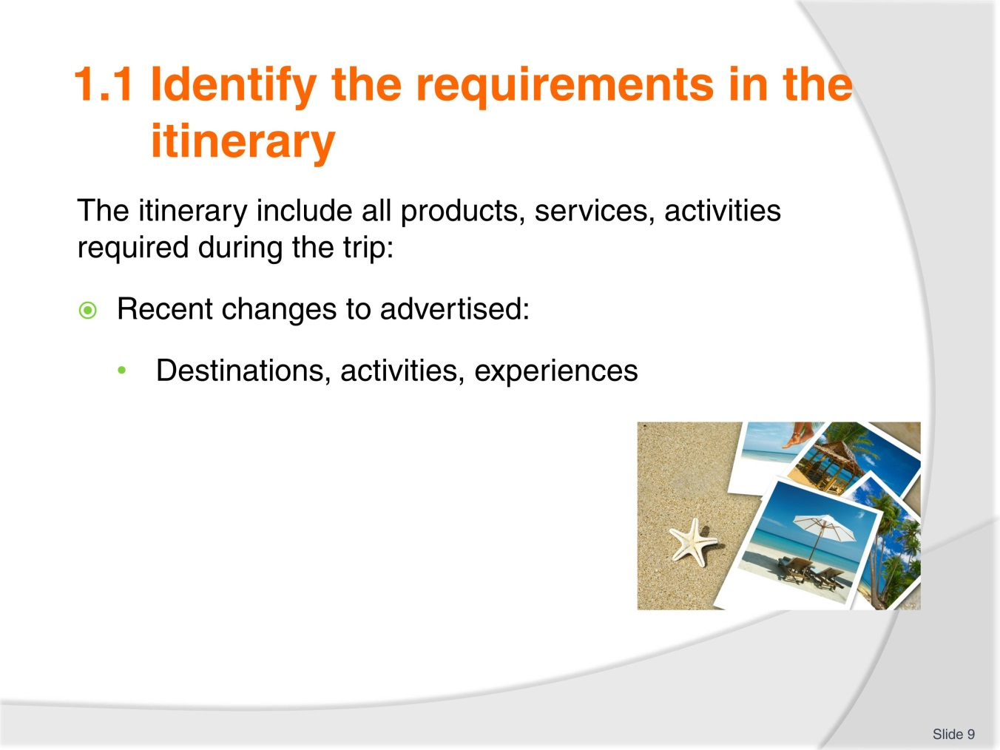 1.1 Identify the requirements in the
itinerary
The itinerary include all products, services, activities
required during the trip:
Recent changes to advertised:
• Destinations, activities, experiences
Slide 9